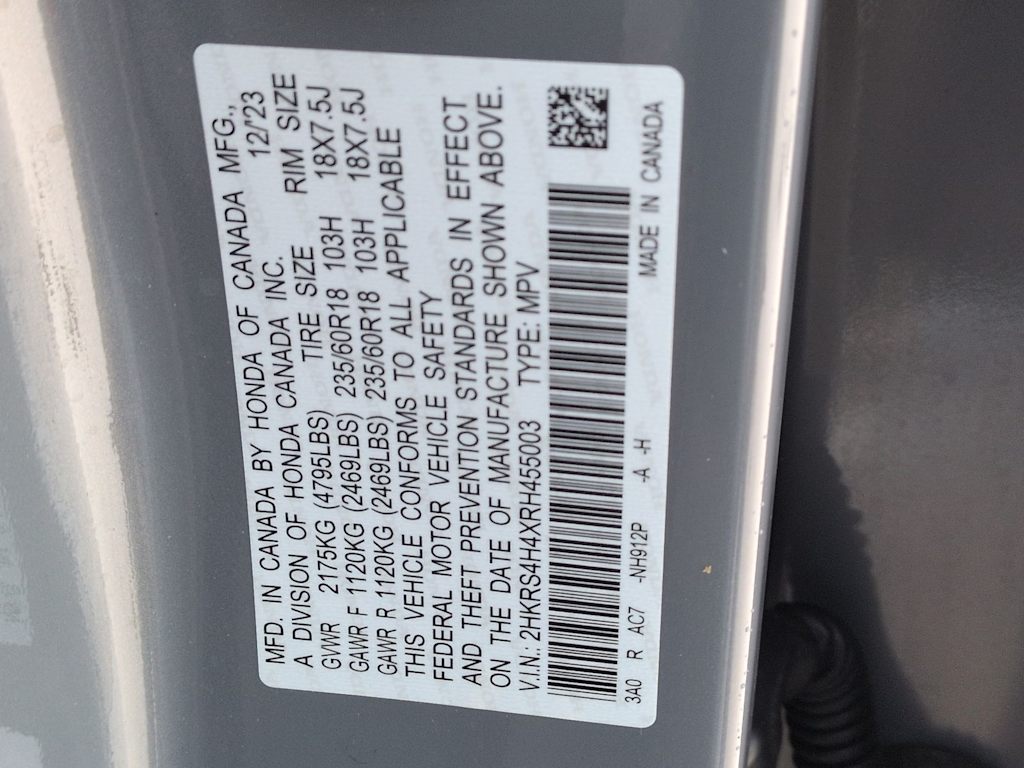 MFD. IN CANADA BY HONDA OF CANADA MFG.,
A DIVISION OF HONDA CANADA INC. 12/'23
GVWR 2175KG (4795LBS) TIRE SIZE RIM SIZE
GAWR F 1120KG (2469LBS) 235/60R18 103H 18X7.5J
GAWR R 1120KG (2469LBS) 235/60R18 103H 18X7.5J
THIS VEHICLE CONFORMS TO ALL APPLICABLE
FEDERAL MOTOR VEHICLE SAFETY
AND THEFT PREVENTION STANDARDS IN EFFECT
ON THE DATE OF MANUFACTURE SHOWN ABOVE.
V.I.N.: 2HKRS4H4XRH455003 TYPE: MPV
3A0 R AC7 -NH912P -A -H MADE IN CANADA